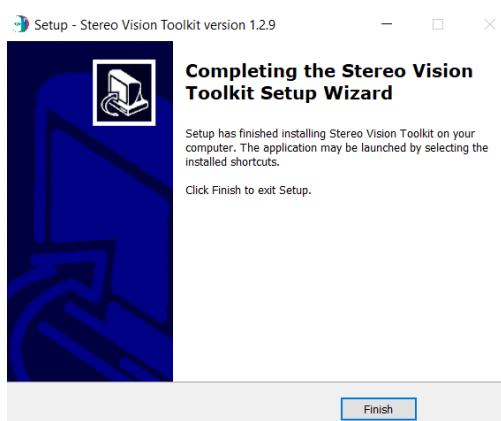 Setup - Stereo Vision Toolkit version 1.2.9
Completing the Stereo Vision
Toolkit Setup Wizard
Setup has finished installing Stereo Vision Toolkit on your
computer. The application may be launched by selecting the
installed shortcuts.
Click Finish to exit Setup.
Finish